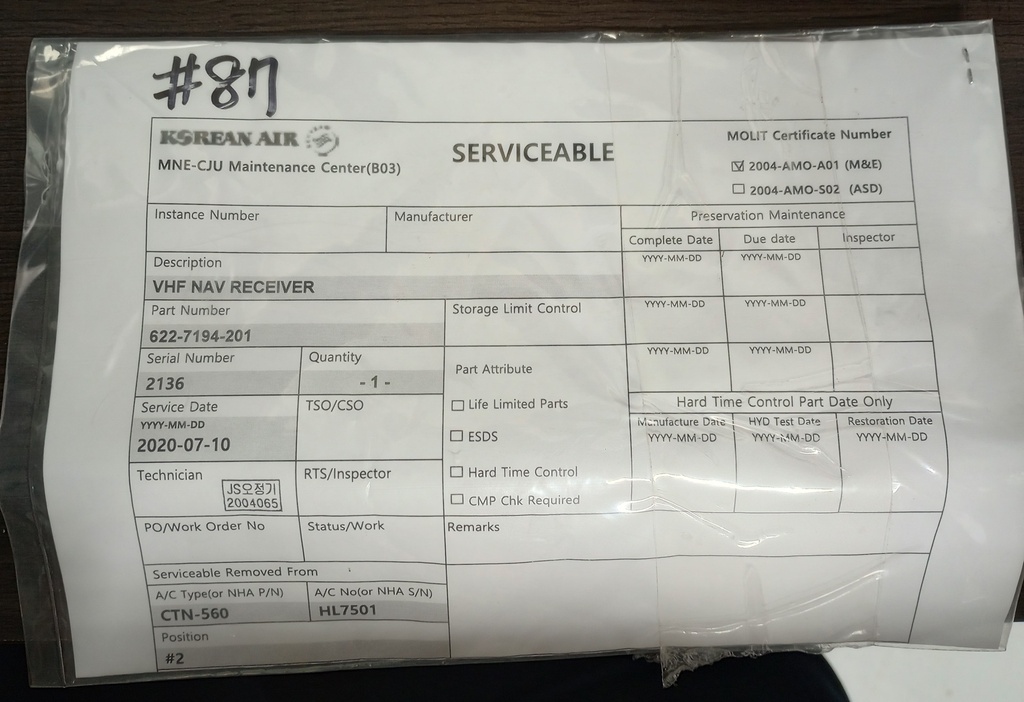 #87
KOREAN AIR
MNE-CJU Maintenance Center(B03)
SERVICEABLE
MOLIT Certificate Number
☑ 2004-AMO-A01 (M&E)
☐ 2004-AMO-S02 (ASD)
Instance Number
Manufacturer
Preservation Maintenance
Complete Date Due date Inspector
YYYY-MM-DD YYYY-MM-DD
Description
VHF NAV RECEIVER
Part Number
622-7194-201
Storage Limit Control
YYYY-MM-DD YYYY-MM-DD
Serial Number
2136
Quantity
- 1 -
Part Attribute
YYYY-MM-DD YYYY-MM-DD
☐ Life Limited Parts
☐ ESDS
☐ Hard Time Control
☐ CMP Chk Required
Hard Time Control Part Date Only
Manufacture Date HYD Test Date Restoration Date
YYYY-MM-DD YYYY-MM-DD YYYY-MM-DD
Service Date
YYYY-MM-DD
2020-07-10
TSO/CSO
Technician
JS오정기
2004065
RTS/Inspector
PO/Work Order No
Status/Work
Remarks
Serviceable Removed From
A/C Type(or NHA P/N)
CTN-560
A/C No(or NHA S/N)
HL7501
Position
#2